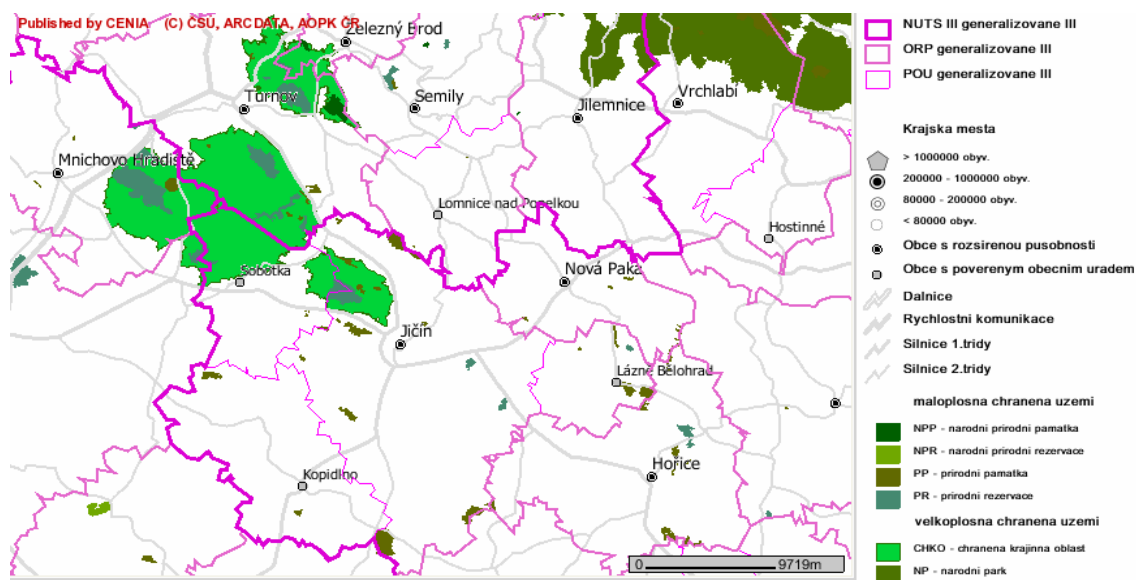 Published by CENIA (C) ČSÚ, ARCDATA, AOPK ČR
Železný Brod
Turnov
Semily
Jilemnice
Vrchlabí
Mnichovo Hradiště
Lomnice nad Popelkou
Hostinné
Sobotka
Nová Paka
Jičín
Lázně Bělohrad
Kopidlno
Hořice
0 9719m
NUTS III generalizovane III
ORP generalizovane III
POU generalizovane III
Krajska mesta
> 1000000 obyv.
200000 - 1000000 obyv.
80000 - 200000 obyv.
< 80000 obyv.
Obce s rozsirenou pusobnosti
Obce s poverenym obecnim uradem
Dalnice
Rychlostni komunikace
Silnice 1.tridy
Silnice 2.tridy
maloplosna chranena uzemi
NPP - narodni prirodni pamatka
NPR - narodni prirodni rezervace
PP - prirodni pamatka
PR - prirodni rezervace
velkoplosna chranena uzemi
CHKO - chranena krajinna oblast
NP - narodni park